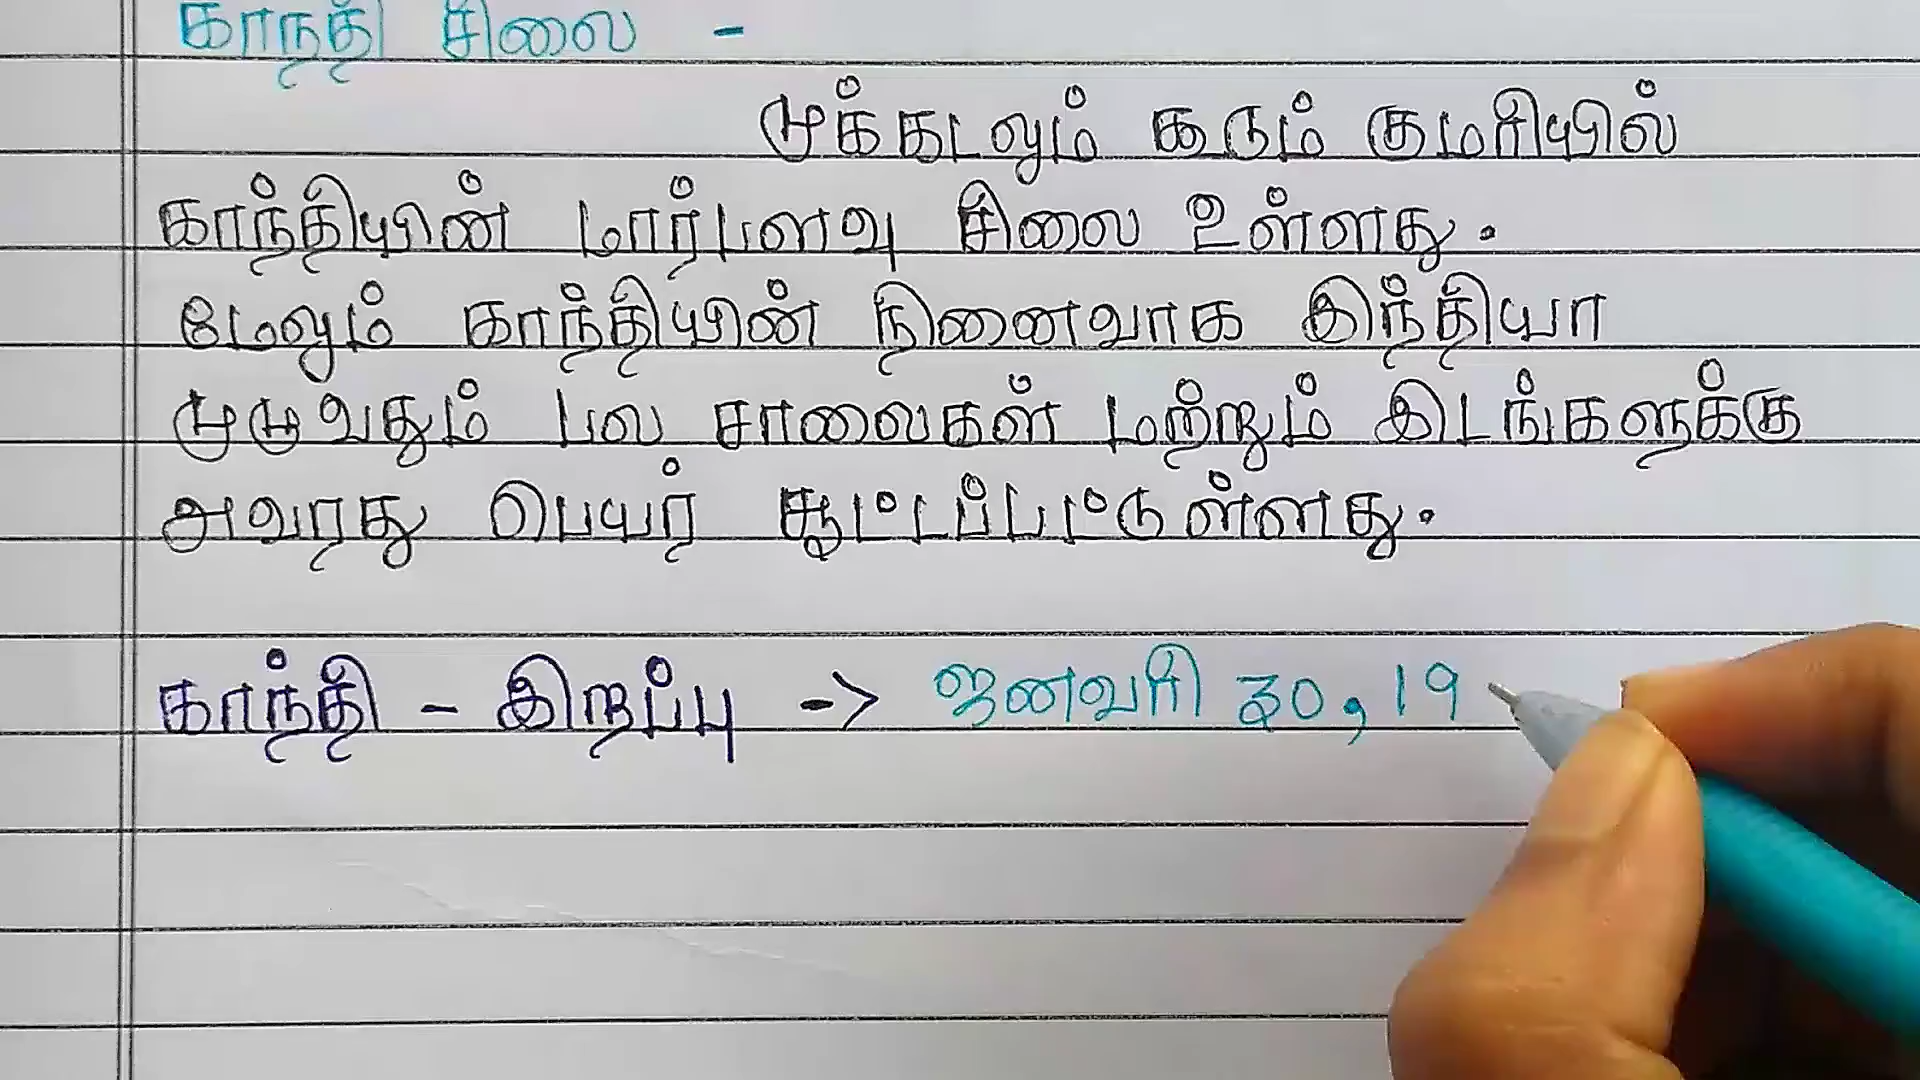 காந்தி சிலை -
முக்கடலும் கூடும் குமரியில்
காந்தியின் மார்பளவு சிலை உள்ளது.
மேலும் காந்தியின் நினைவாக இந்தியா
முழுவதும் பல சாலைகள் மற்றும் இடங்களுக்கு
அவரது பெயர் சூட்டப்பட்டுள்ளது.
காந்தி - இறப்பு -> ஜனவரி 30, 19